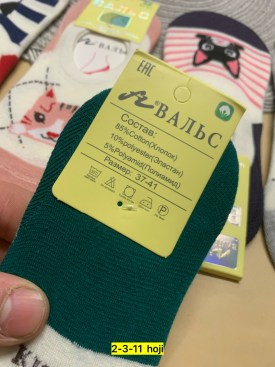 ВАЛЬС
EAC
ВАЛЬС
Состав:
85%Cotton(Хлопок)
10%polyester(Эластан)
5%Polyamid(Полиамид)
Размер: 37-41
2-3-11 hoji